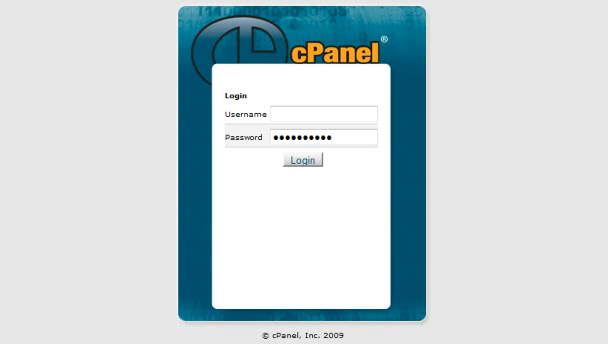 cPanel®
Login
Username
Password ●●●●●●●●●●
Login
© cPanel, Inc. 2009